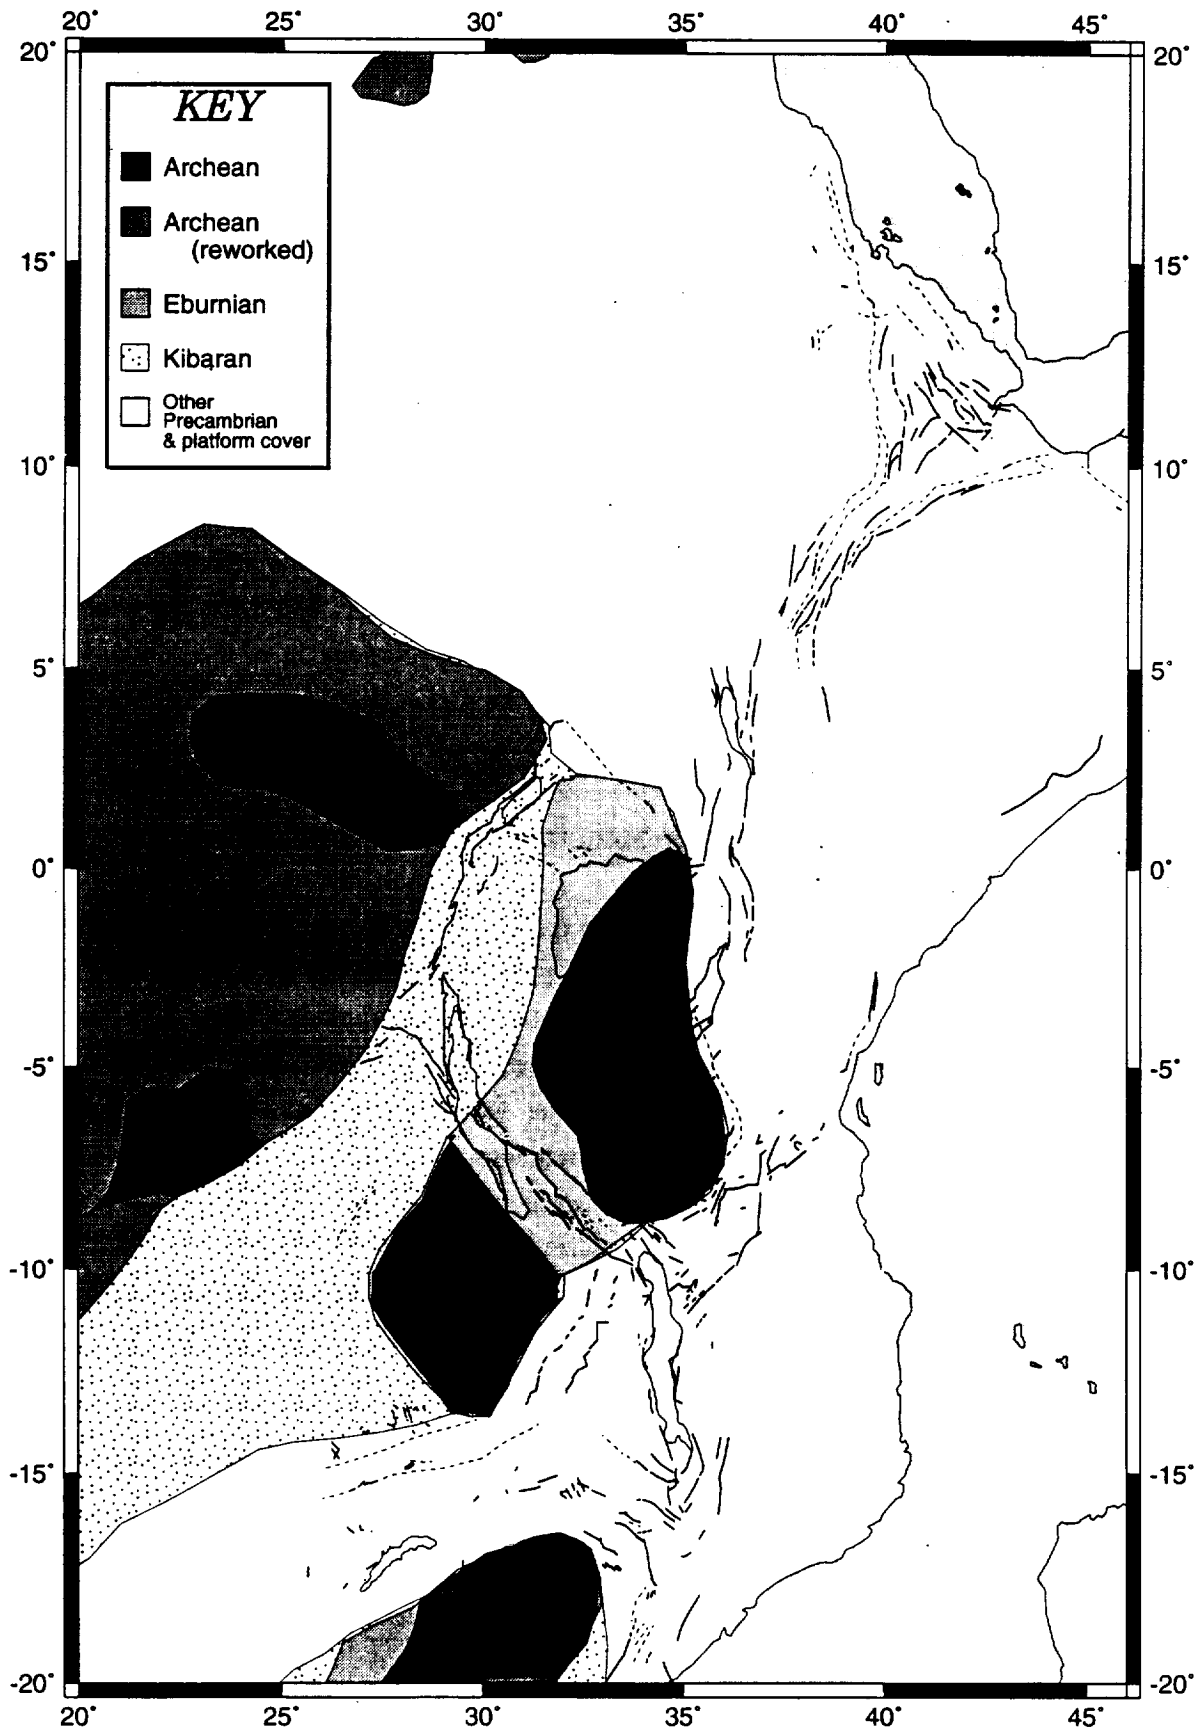 20° 25° 30° 35° 40° 45°
20° 20°
KEY
Archean
Archean
(reworked)
15° 15°
Eburnian
Kibaran
Other
Precambrian
& platform cover
10° 10°
5° 5°
0° 0°
-5° -5°
-10° -10°
-15° -15°
-20° -20°
20° 25° 30° 35° 40° 45°